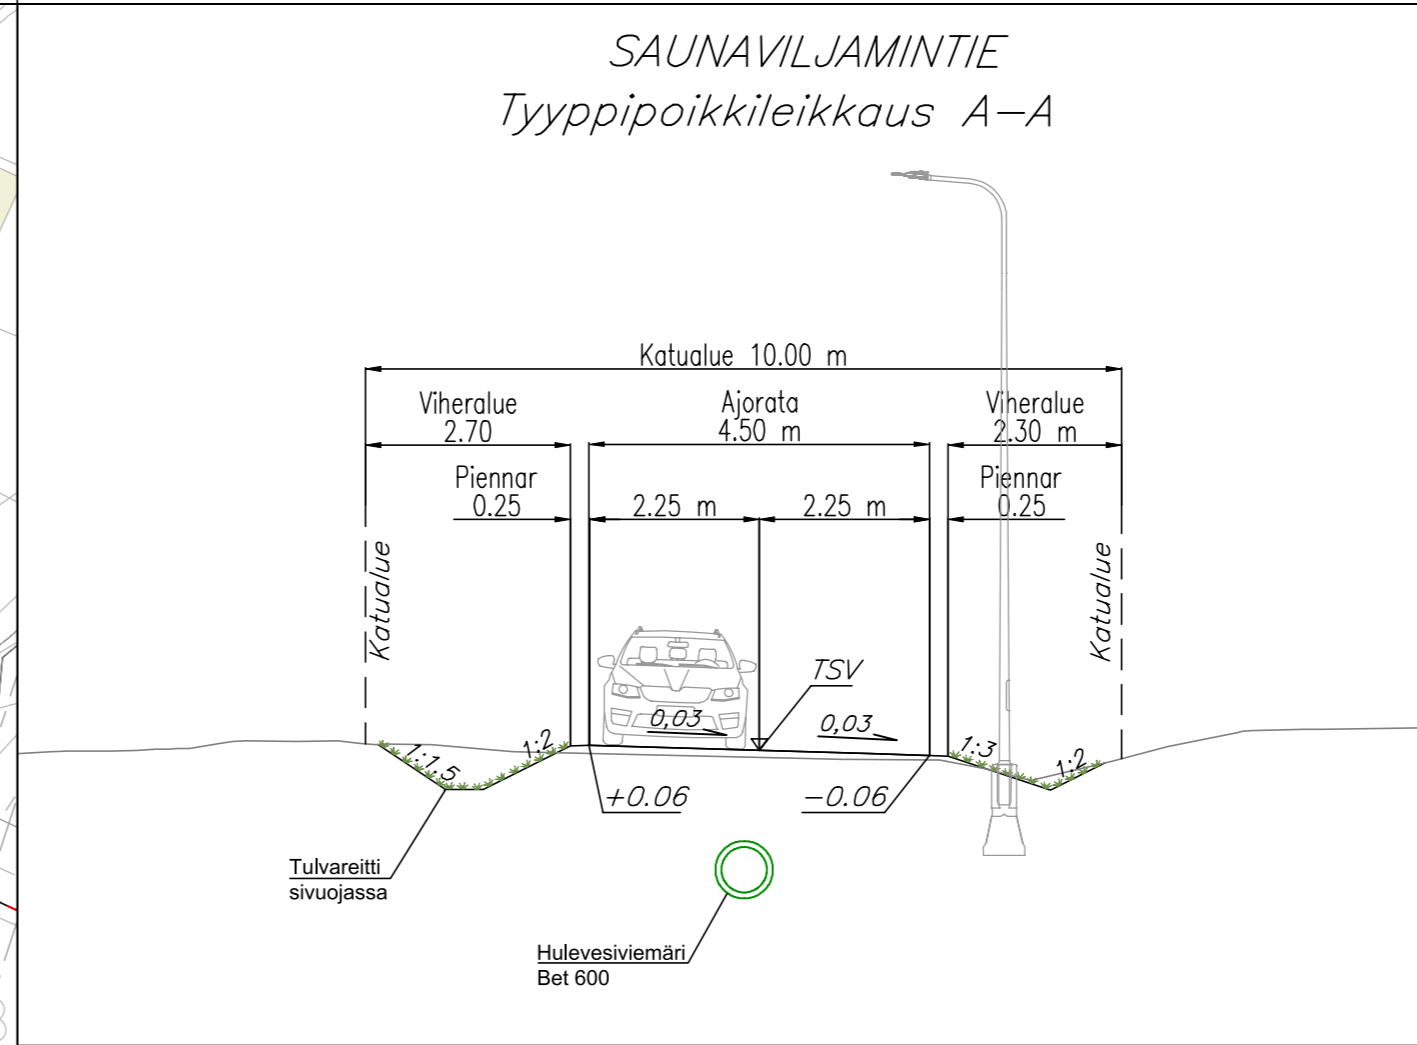 SAUNAVILJAMINTIE
Tyyppipoikkileikkaus A-A
Katualue 10.00 m
Viheralue
2.70
Ajorata
4.50 m
Viheralue
2.30 m
Piennar
0.25
2.25 m
2.25 m
Piennar
0.25
Katualue
Katualue
TSV
0,03
0,03
1:1,5
1:2
1:3
1:2
+0.06
-0.06
Tulvareitti
sivuojassa
Hulevesiviemäri
Bet 600